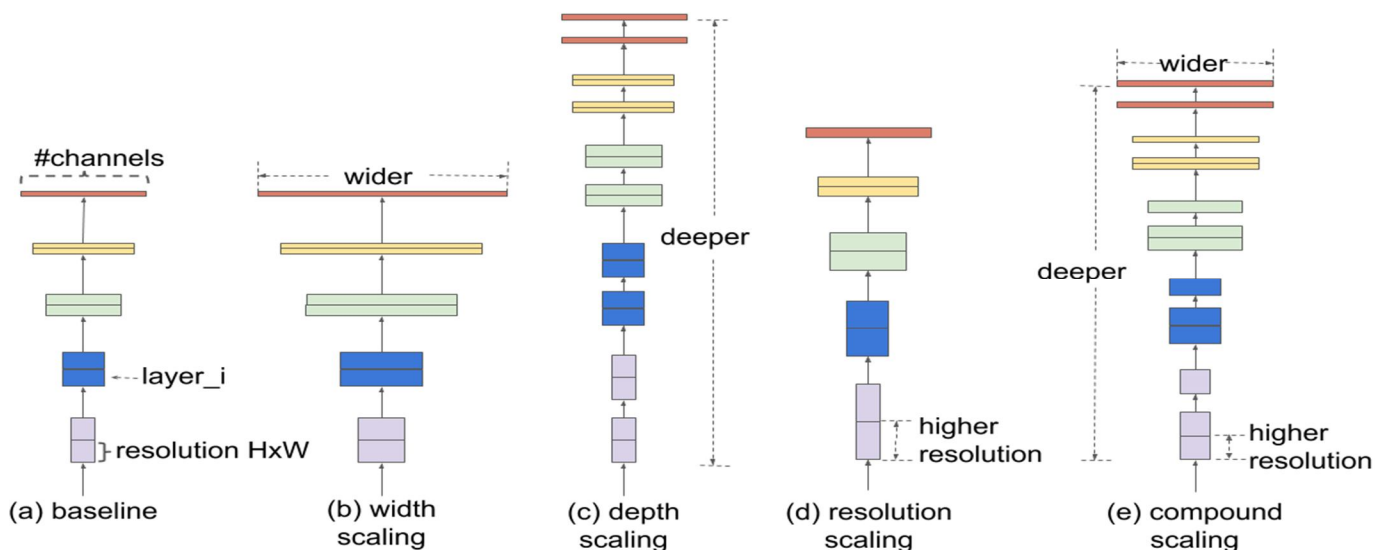 #channels
layer_i
resolution HxW
(a) baseline
wider
(b) width
scaling
deeper
(c) depth
scaling
higher
resolution
(d) resolution
scaling
wider
deeper
higher
resolution
(e) compound
scaling